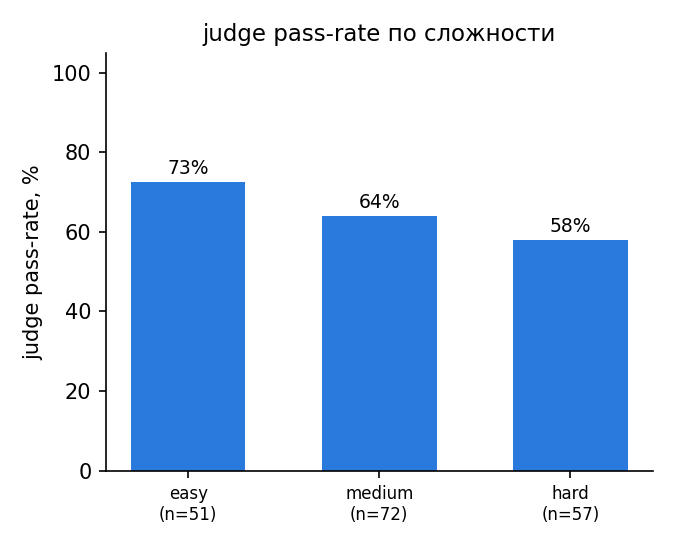 judge pass-rate по сложности
judge pass-rate, %
100
80
60
40
20
0
73%
64%
58%
easy
(n=51)
medium
(n=72)
hard
(n=57)